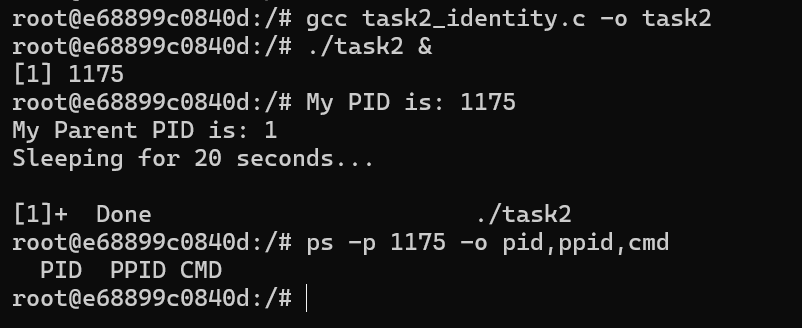 root@e68899c0840d:/# gcc task2_identity.c -o task2
root@e68899c0840d:/# ./task2 &
[1] 1175
root@e68899c0840d:/# My PID is: 1175
My Parent PID is: 1
Sleeping for 20 seconds...

[1]+  Done                    ./task2
root@e68899c0840d:/# ps -p 1175 -o pid,ppid,cmd
  PID  PPID CMD
root@e68899c0840d:/#